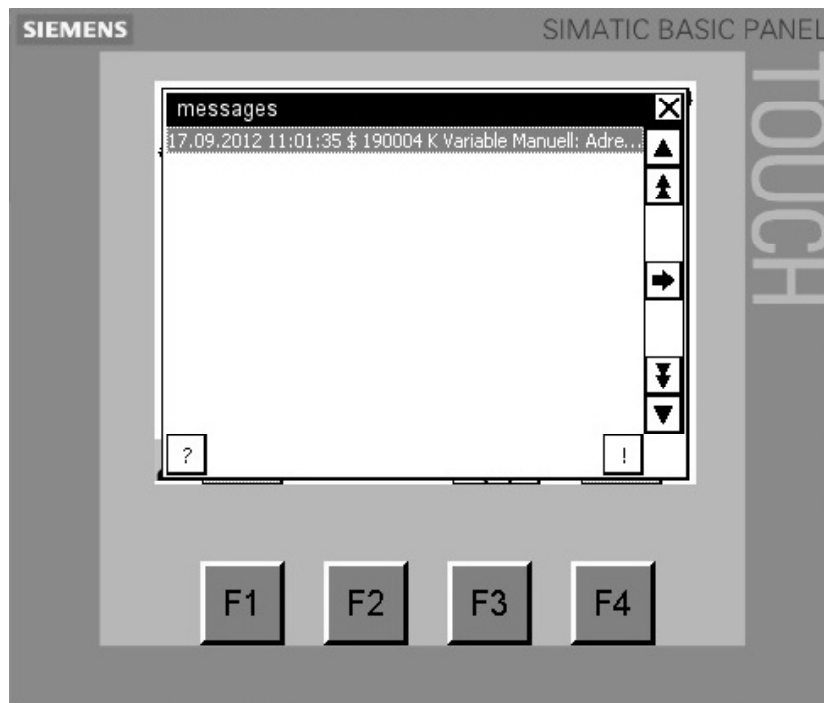 SIEMENS
SIMATIC BASIC PANEL
TOUCH
messages
17.09.2012 11:01:35 $ 190004 K Variable Manuell: Adre...
?
!
F1
F2
F3
F4